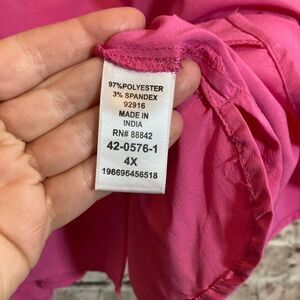 97%POLYESTER
3% SPANDEX
92916
MADE IN
INDIA
RN# 88842
42-0576-1
4X
196696456518